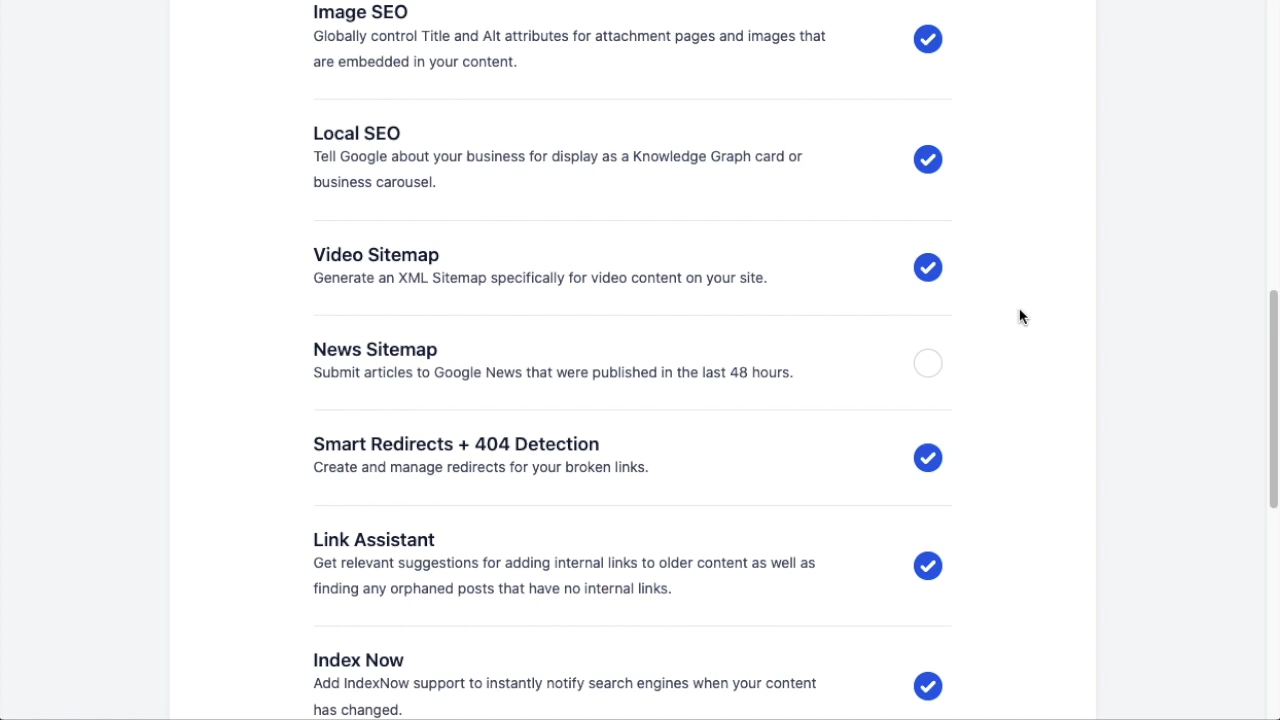 Image SEO
Globally control Title and Alt attributes for attachment pages and images that
are embedded in your content.
Local SEO
Tell Google about your business for display as a Knowledge Graph card or
business carousel.
Video Sitemap
Generate an XML Sitemap specifically for video content on your site.
News Sitemap
Submit articles to Google News that were published in the last 48 hours.
Smart Redirects + 404 Detection
Create and manage redirects for your broken links.
Link Assistant
Get relevant suggestions for adding internal links to older content as well as
finding any orphaned posts that have no internal links.
Index Now
Add IndexNow support to instantly notify search engines when your content
has changed.